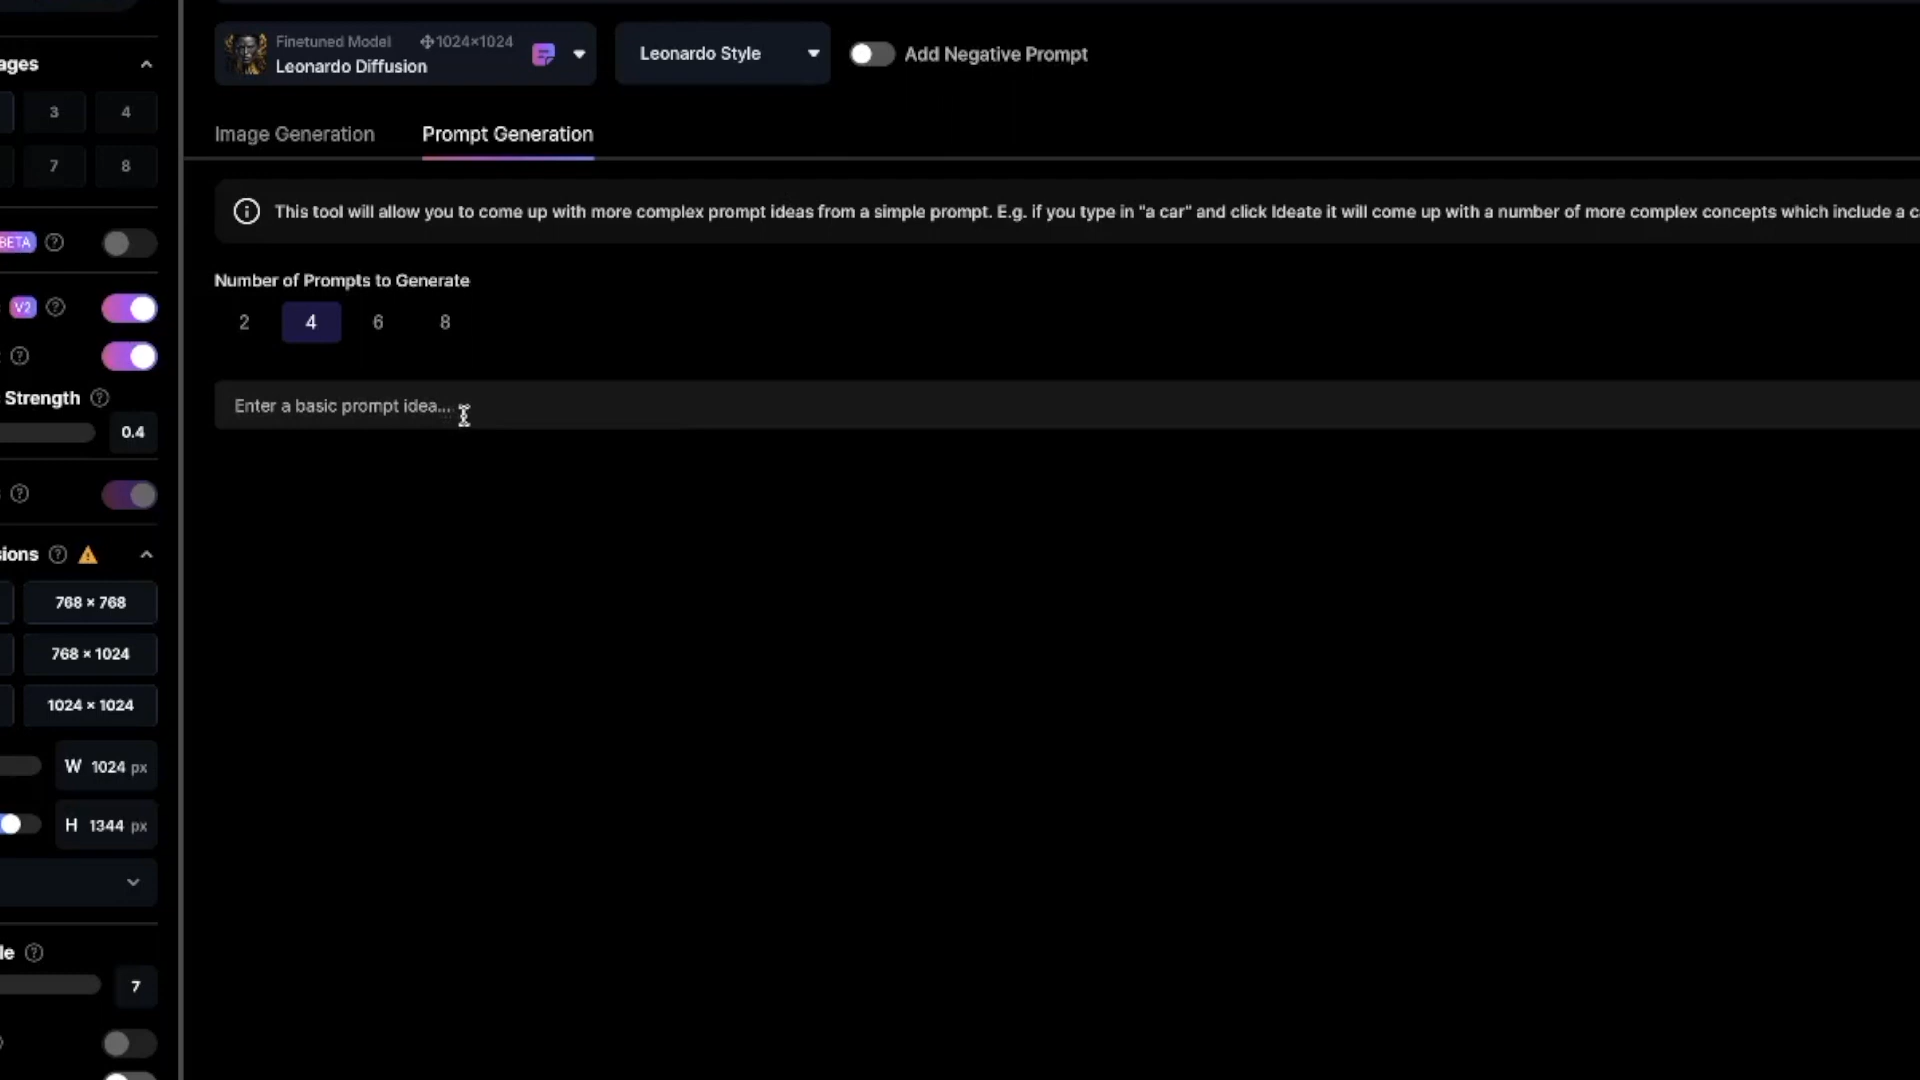 Finetuned Model 1024×1024
Leonardo Diffusion
Leonardo Style
Add Negative Prompt
Image Generation
Prompt Generation
This tool will allow you to come up with more complex prompt ideas from a simple prompt. E.g. if you type in "a car" and click Ideate it will come up with a number of more complex concepts which include a c
Number of Prompts to Generate
2 4 6 8
Enter a basic prompt idea...
ages
3 4
7 8
BETA
V2
Strength
0.4
sions
768 × 768
768 × 1024
1024 × 1024
W 1024 px
H 1344 px
le
7